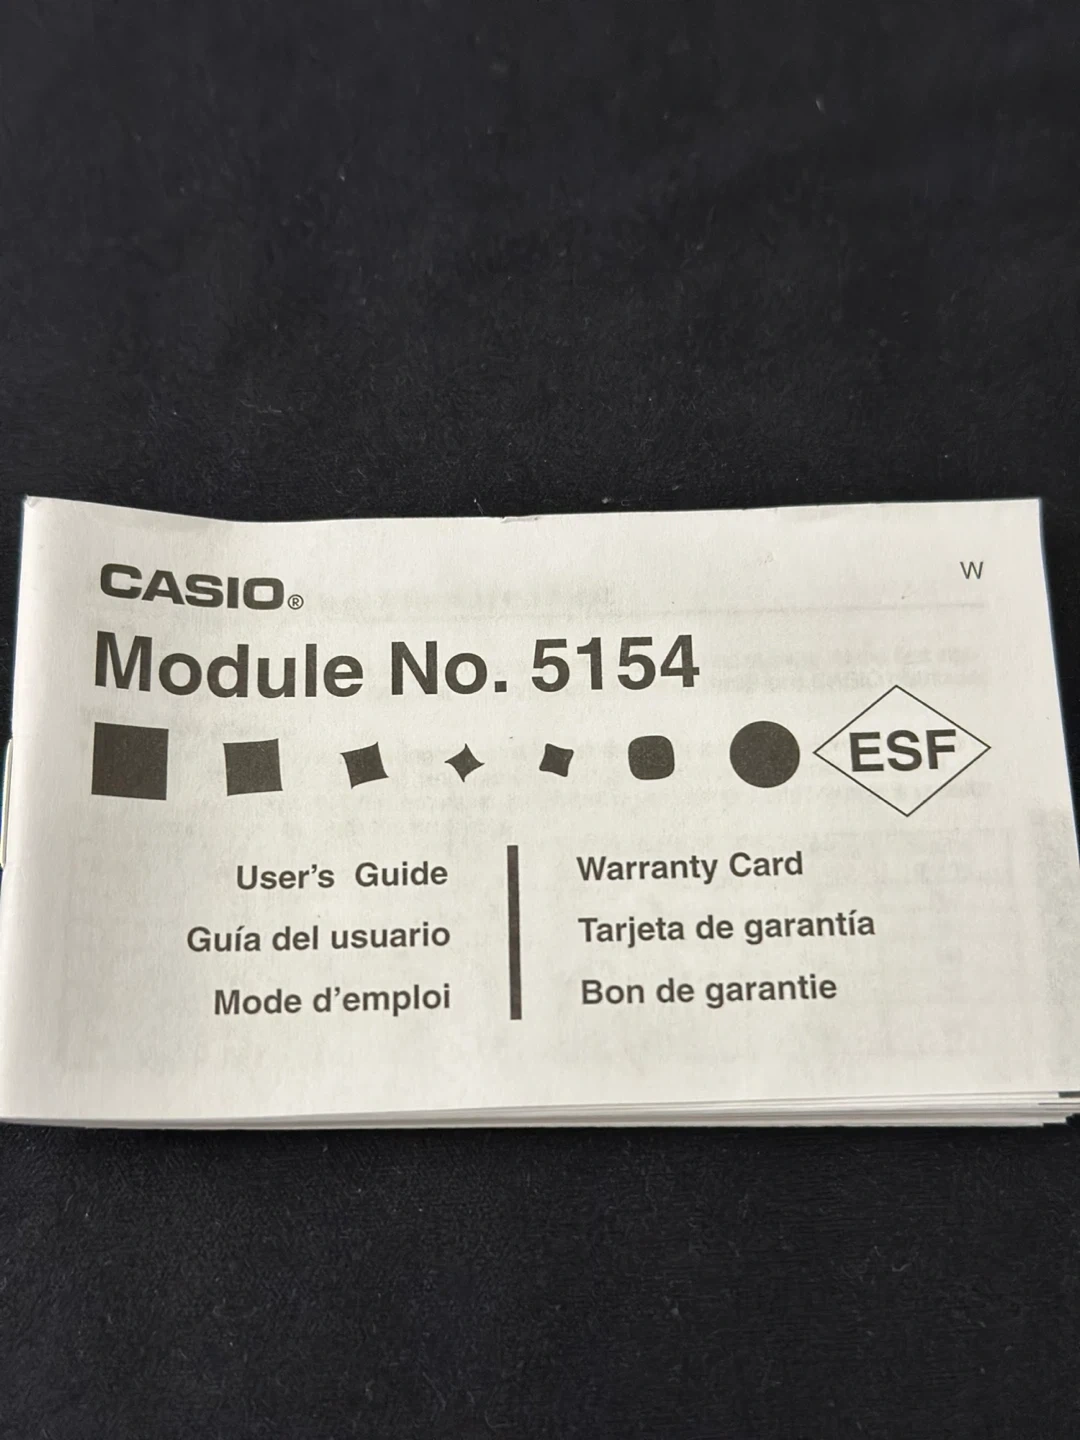 CASIO®
W
Module No. 5154
ESF
User's Guide
Guía del usuario
Mode d'emploi
Warranty Card
Tarjeta de garantía
Bon de garantie